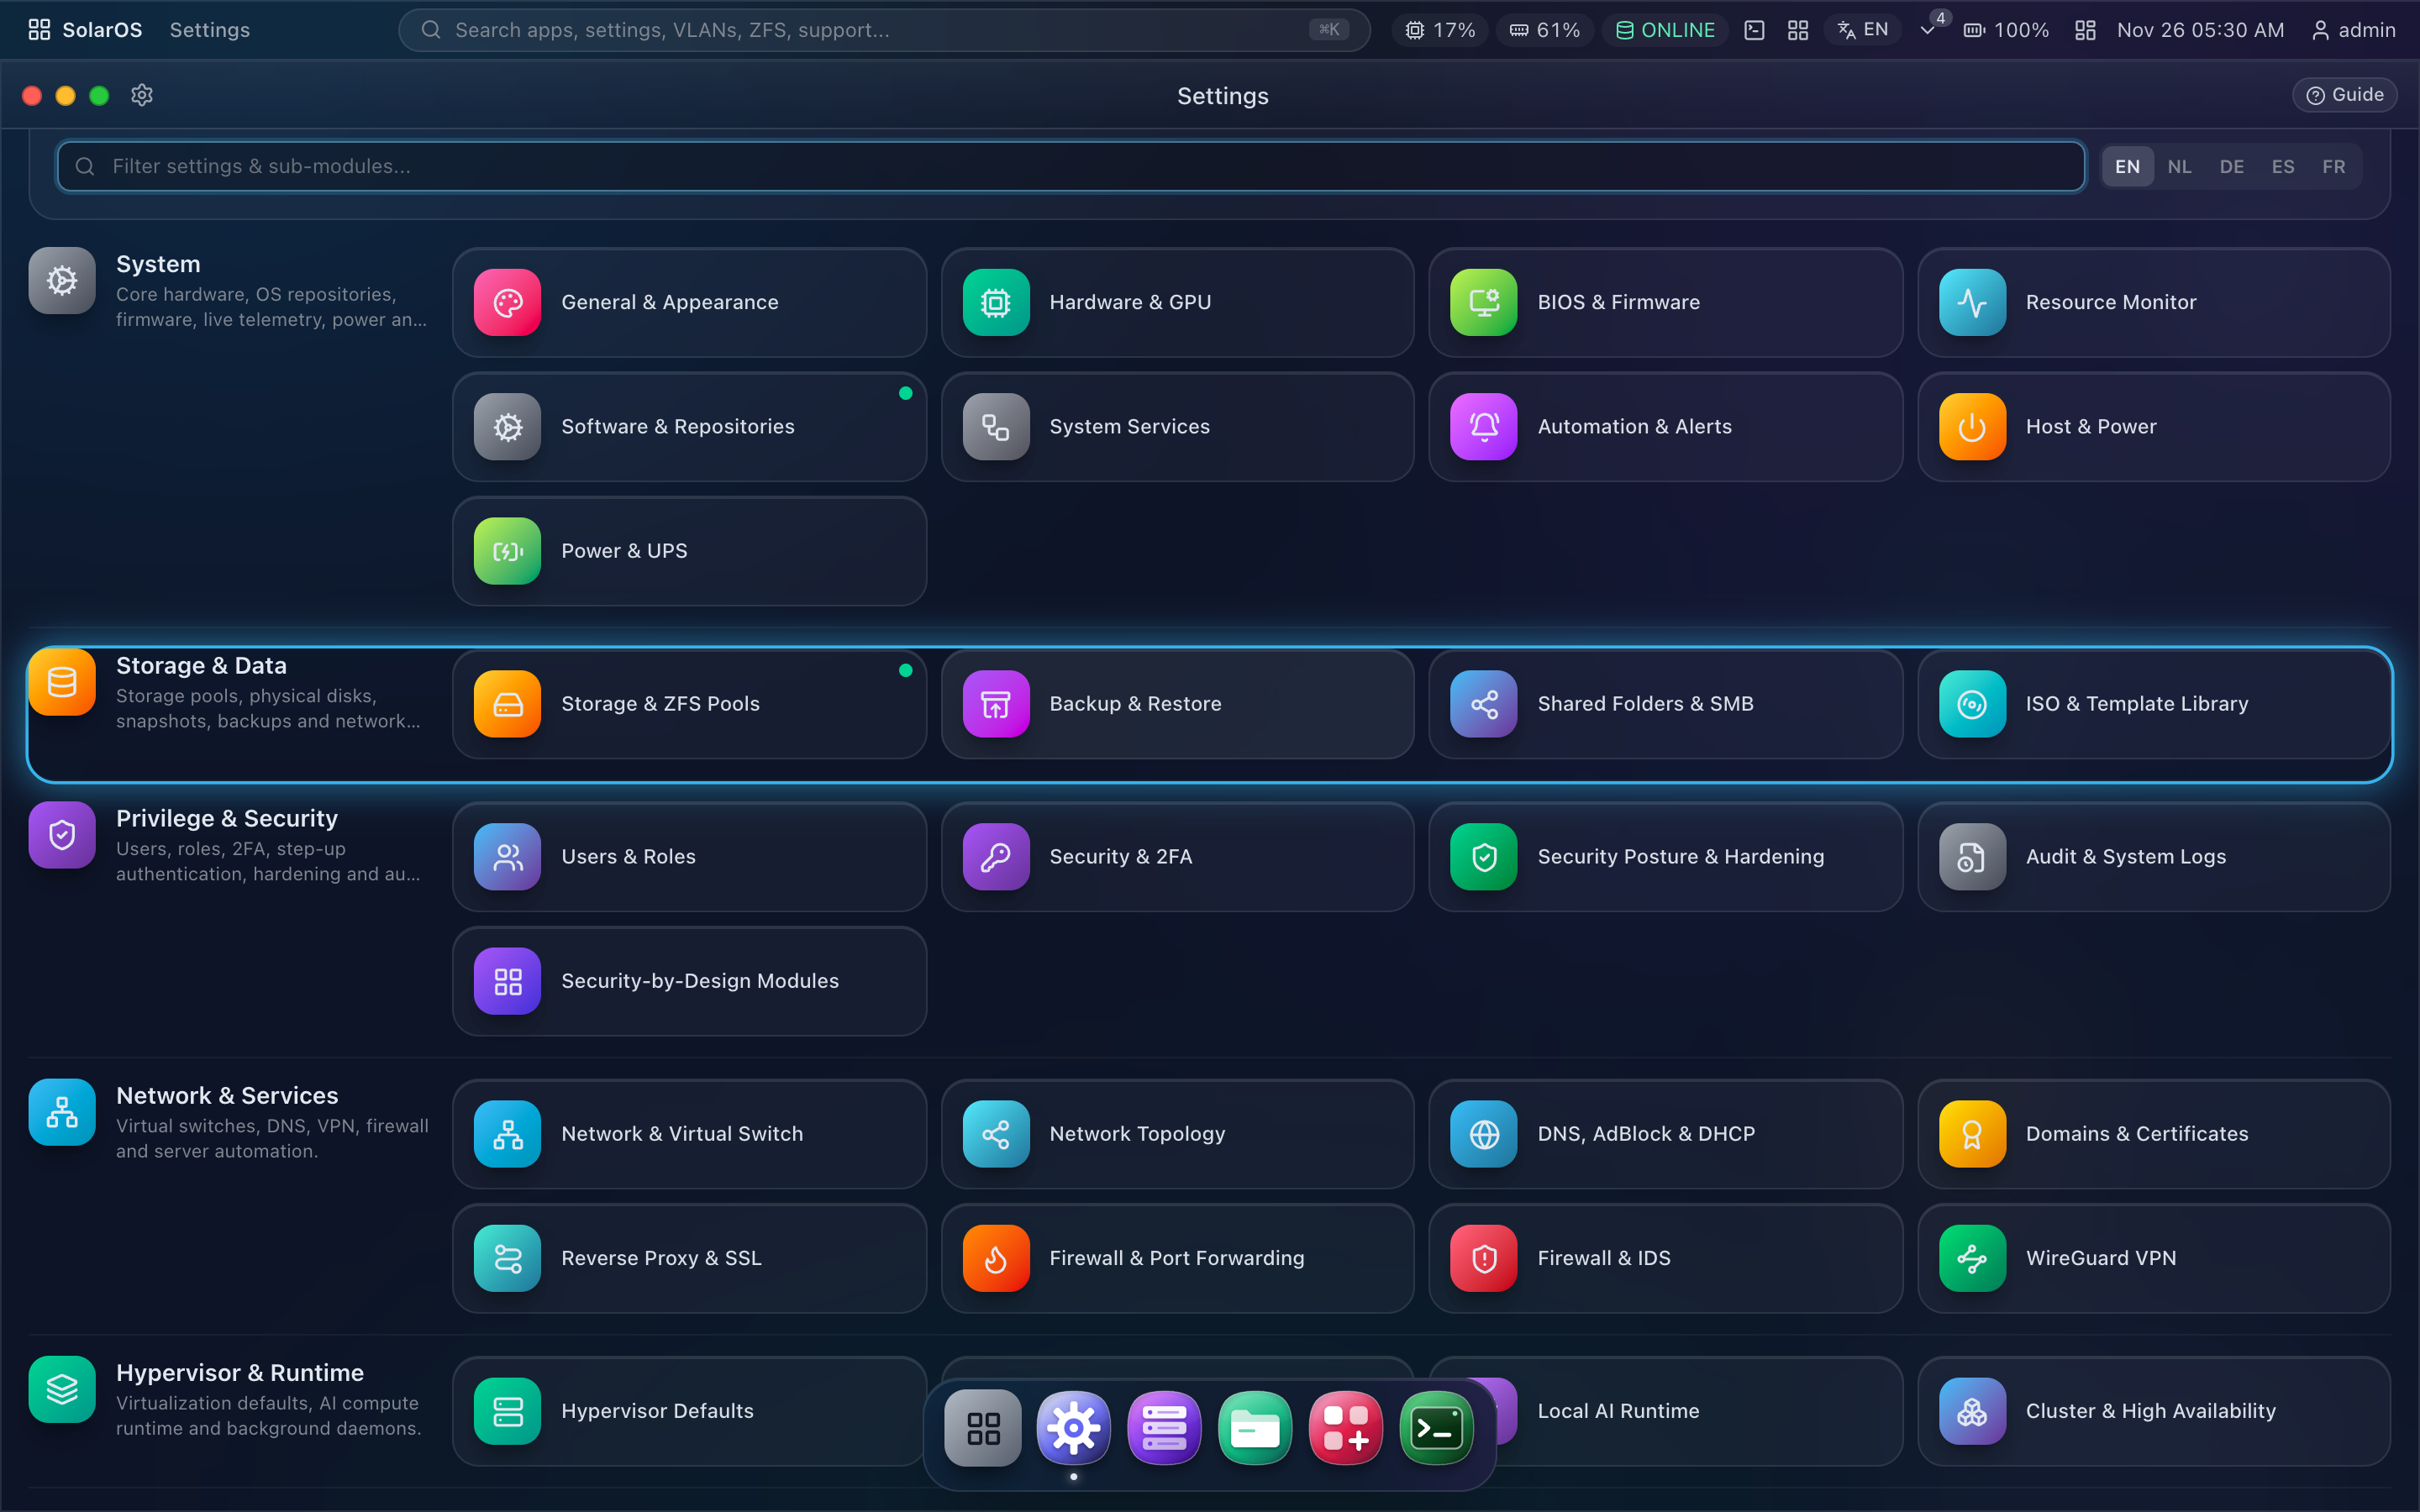 SolarOS Settings Search apps, settings, VLANs, ZFS, support... ⌘K 17% 61% ONLINE EN 4 100% Nov 26 05:30 AM admin
Settings
Guide
Filter settings & sub-modules...
EN NL DE ES FR
System
Core hardware, OS repositories,
firmware, live telemetry, power an...
General & Appearance
Hardware & GPU
BIOS & Firmware
Resource Monitor
Software & Repositories
System Services
Automation & Alerts
Host & Power
Power & UPS
Storage & Data
Storage pools, physical disks,
snapshots, backups and network...
Storage & ZFS Pools
Backup & Restore
Shared Folders & SMB
ISO & Template Library
Privilege & Security
Users, roles, 2FA, step-up
authentication, hardening and au...
Users & Roles
Security & 2FA
Security Posture & Hardening
Audit & System Logs
Security-by-Design Modules
Network & Services
Virtual switches, DNS, VPN, firewall
and server automation.
Network & Virtual Switch
Network Topology
DNS, AdBlock & DHCP
Domains & Certificates
Reverse Proxy & SSL
Firewall & Port Forwarding
Firewall & IDS
WireGuard VPN
Hypervisor & Runtime
Virtualization defaults, AI compute
runtime and background daemons.
Hypervisor Defaults
Local AI Runtime
Cluster & High Availability